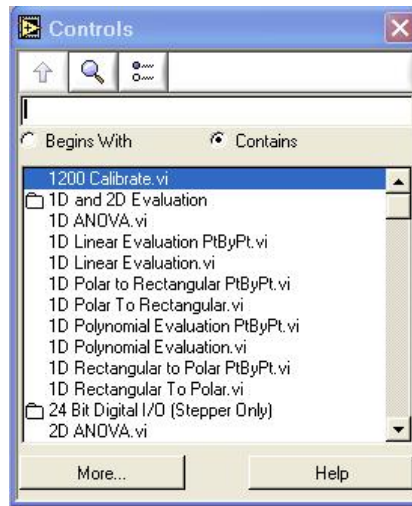 Controls
Begins With Contains
1200 Calibrate.vi
1D and 2D Evaluation
1D ANOVA.vi
1D Linear Evaluation PtByPt.vi
1D Linear Evaluation.vi
1D Polar to Rectangular PtByPt.vi
1D Polar To Rectangular.vi
1D Polynomial Evaluation PtByPt.vi
1D Polynomial Evaluation.vi
1D Rectangular to Polar PtByPt.vi
1D Rectangular To Polar.vi
24 Bit Digital I/O (Stepper Only)
2D ANOVA.vi
More... Help